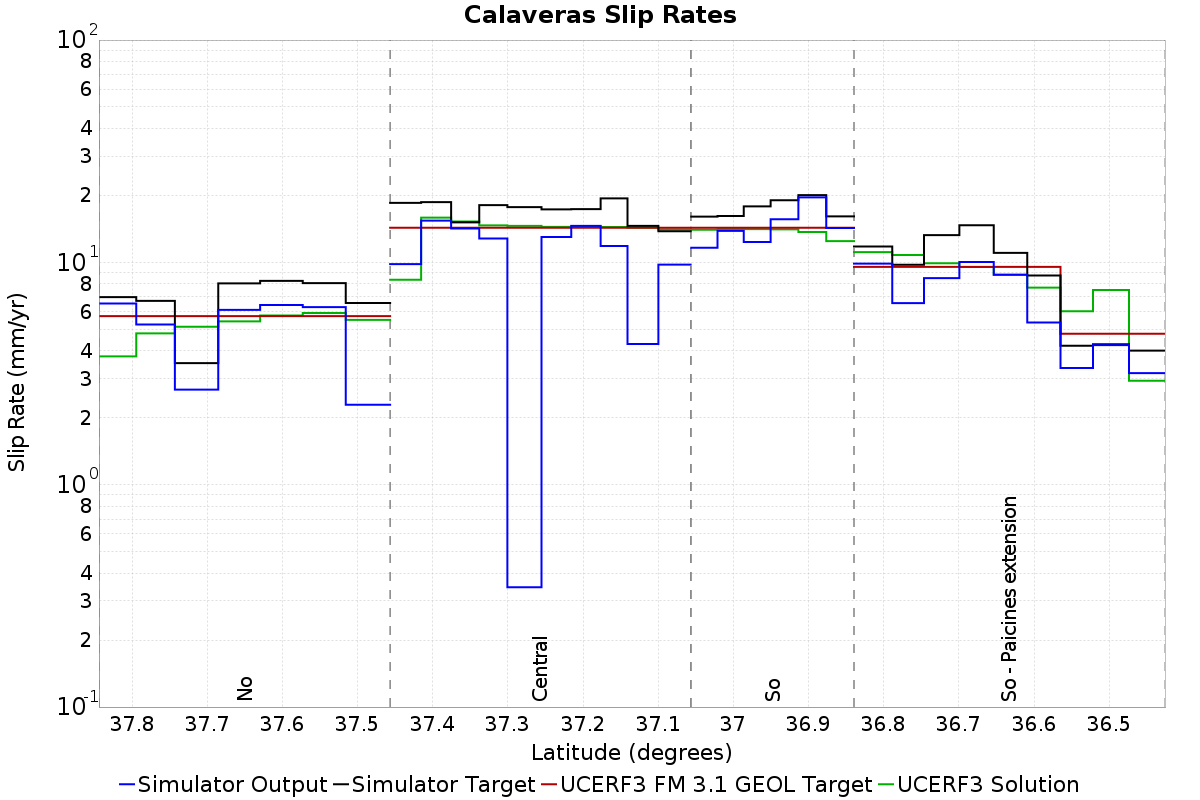 Calaveras Slip Rates
Slip Rate (mm/yr)
10^2
8
6
4
3
2
10^1
8
6
4
3
2
10^0
8
6
4
3
2
10^-1
No
Central
So
So - Paicines extension
37.8 37.7 37.6 37.5 37.4 37.3 37.2 37.1 37 36.9 36.8 36.7 36.6 36.5
Latitude (degrees)
Simulator Output Simulator Target UCERF3 FM 3.1 GEOL Target UCERF3 Solution